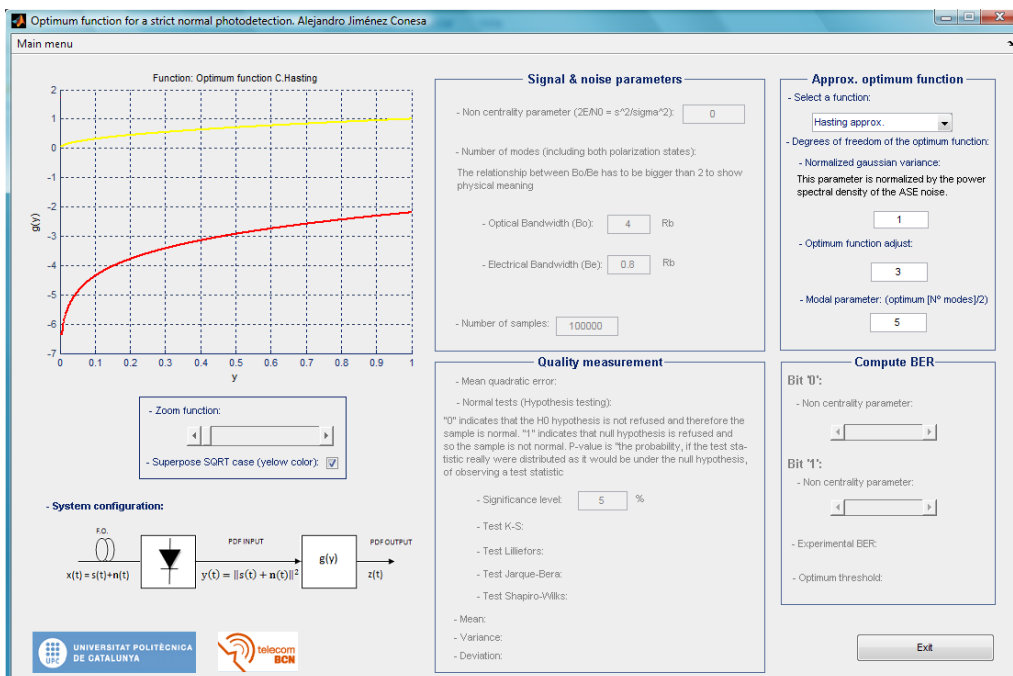 Optimum function for a strict normal photodetection. Alejandro Jiménez Conesa
Main menu
Function: Optimum function C.Hasting
2
1
0
-1
-2
-3
-4
-5
-6
-7
g(y)
0 0.1 0.2 0.3 0.4 0.5 0.6 0.7 0.8 0.9 1
y
- Zoom function:
- Superpose SQRT case (yelow color):
- System configuration:
F.O.
x(t) = s(t)+n(t)
PDF INPUT
y(t) = ||s(t) + n(t)||²
g(y)
PDF OUTPUT
z(t)
UPC
UNIVERSITAT POLITÈCNICA
DE CATALUNYA
telecom
BCN
Signal & noise parameters
- Non centrality parameter (2E/N0 = s^2/sigma^2): 0
- Number of modes (including both polarization states):
The relationship between Bo/Be has to be bigger than 2 to show
physical meaning
- Optical Bandwidth (Bo): 4 Rb
- Electrical Bandwidth (Be): 0.8 Rb
- Number of samples: 100000
Quality measurement
- Mean quadratic error:
- Normal tests (Hypothesis testing):
"0" indicates that the H0 hypothesis is not refused and therefore the
sample is normal. "1" indicates that null hypothesis is refused and
so the sample is not normal. P-value is "the probability, if the test sta-
tistic really were distributed as it would be under the null hypothesis,
of observing a test statistic
- Significance level: 5 %
- Test K-S:
- Test Lilliefors:
- Test Jarque-Bera:
- Test Shapiro-Wilks:
- Mean:
- Variance:
- Deviation:
Approx. optimum function
- Select a function:
Hasting approx.
- Degrees of freedom of the optimum function:
- Normalized gaussian variance:
This parameter is normalized by the power
spectral density of the ASE noise.
1
- Optimum function adjust:
3
- Modal parameter: (optimum [Nº modes]/2)
5
Compute BER
Bit '0':
- Non centrality parameter:
Bit '1':
- Non centrality parameter:
- Experimental BER:
- Optimum threshold:
Exit